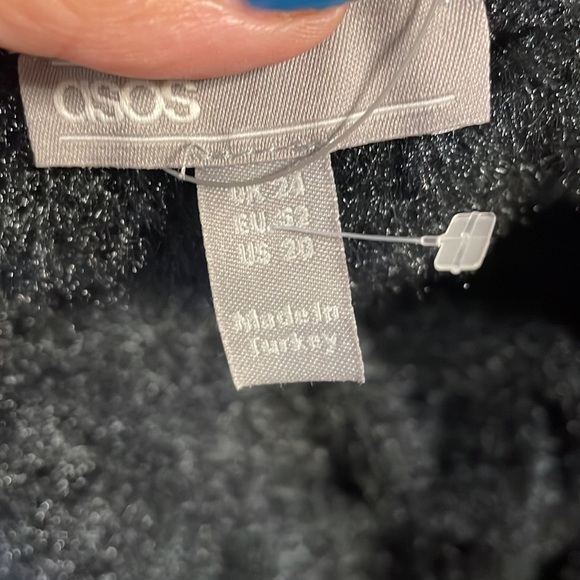 asos
UK 24
EU 52
US 20
Made in
Turkey